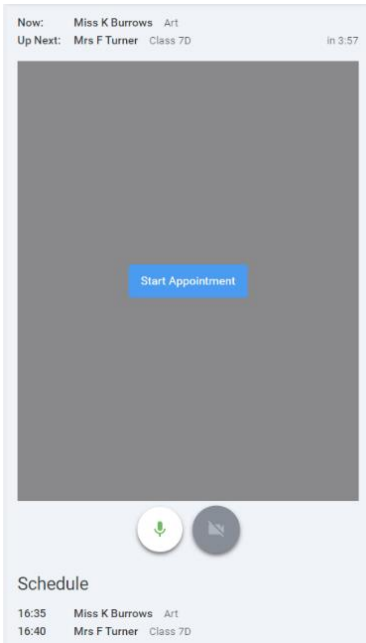 Now: Miss K Burrows Art
Up Next: Mrs F Turner Class 7D in 3:57
Start Appointment
Schedule
16:35 Miss K Burrows Art
16:40 Mrs F Turner Class 7D